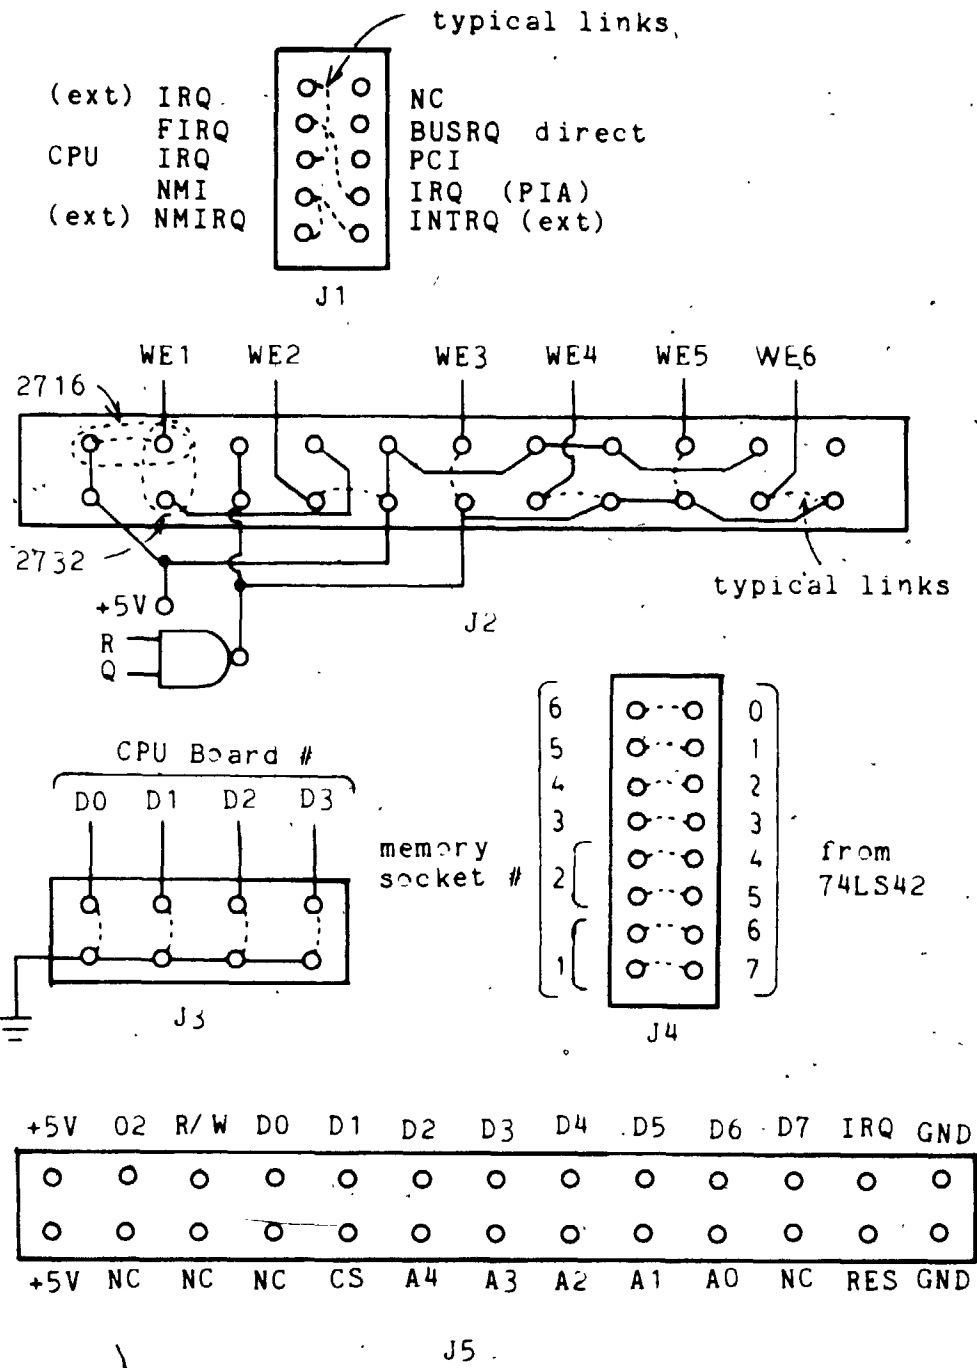 typical links
(ext) IRQ NC
FIRQ BUSRQ direct
CPU IRQ PCI
NMI IRQ (PIA)
(ext) NMIRQ INTRQ (ext)
J1
WE1 WE2 WE3 WE4 WE5 WE6
2716
2732
typical links
+5V
J2
R
Q
6 0
5 1
CPU Board #
4 2
D0 D1 D2 D3
3 3
memory
socket #
4
2
5
from
74LS42
6
1 7
J3
J4
+5V 02 R/W D0 D1 D2 D3 D4 D5 D6 D7 IRQ GND
+5V NC NC NC CS A4 A3 A2 A1 A0 NC RES GND
J5